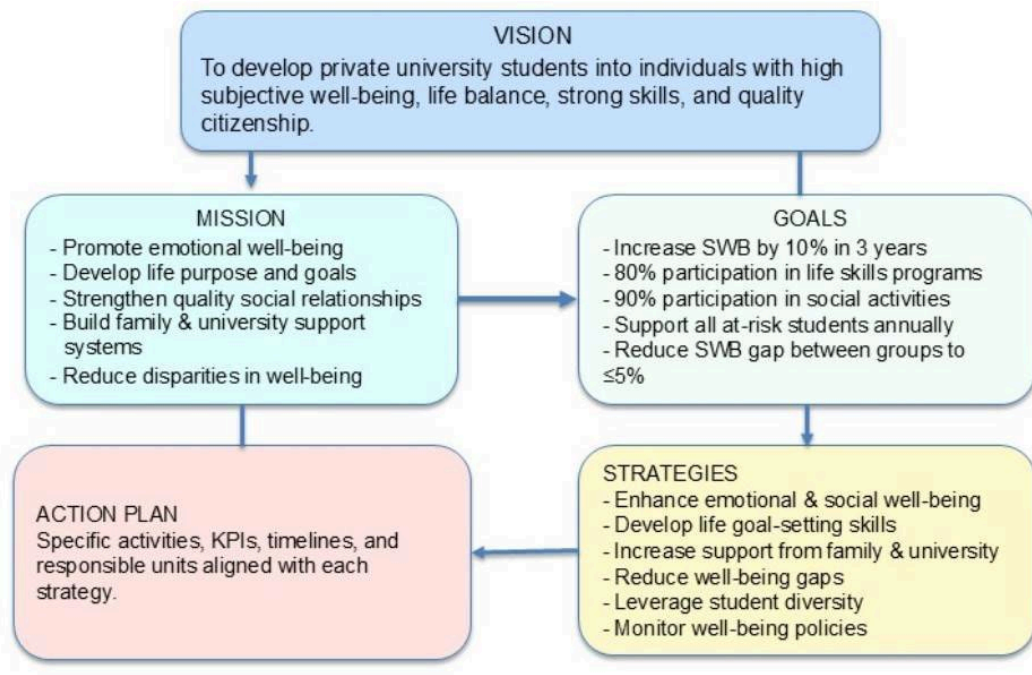 VISION
To develop private university students into individuals with high
subjective well-being, life balance, strong skills, and quality
citizenship.
MISSION
- Promote emotional well-being
- Develop life purpose and goals
- Strengthen quality social relationships
- Build family & university support
systems
- Reduce disparities in well-being
GOALS
- Increase SWB by 10% in 3 years
- 80% participation in life skills programs
- 90% participation in social activities
- Support all at-risk students annually
- Reduce SWB gap between groups to
≤5%
ACTION PLAN
Specific activities, KPIs, timelines, and
responsible units aligned with each
strategy.
STRATEGIES
- Enhance emotional & social well-being
- Develop life goal-setting skills
- Increase support from family & university
- Reduce well-being gaps
- Leverage student diversity
- Monitor well-being policies